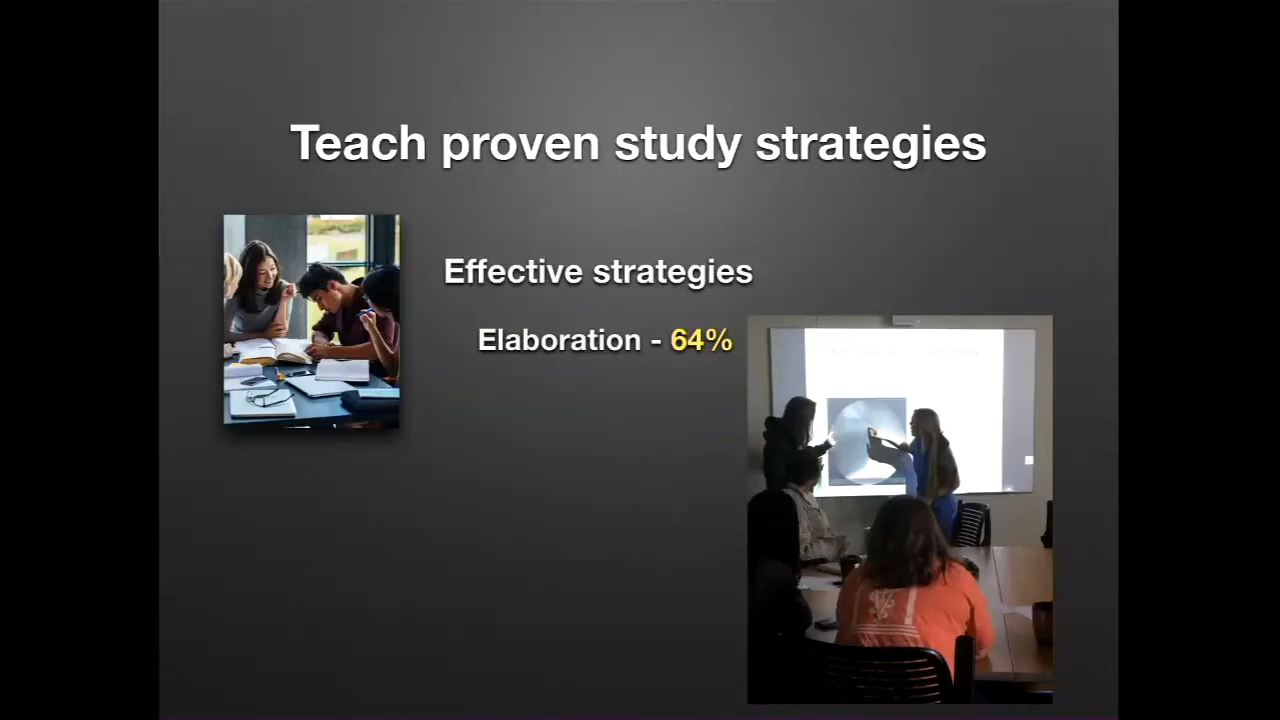 Teach proven study strategies
Effective strategies
Elaboration - 64%